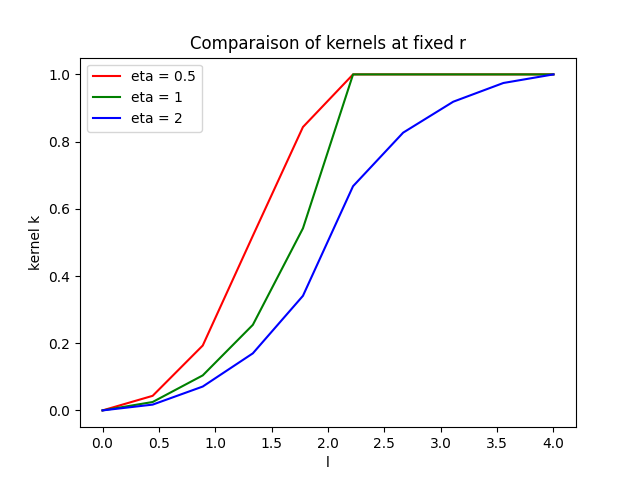 Comparaison of kernels at fixed r
eta = 0.5
eta = 1
eta = 2
kernel k
1.0
0.8
0.6
0.4
0.2
0.0
0.0 0.5 1.0 1.5 2.0 2.5 3.0 3.5 4.0
l